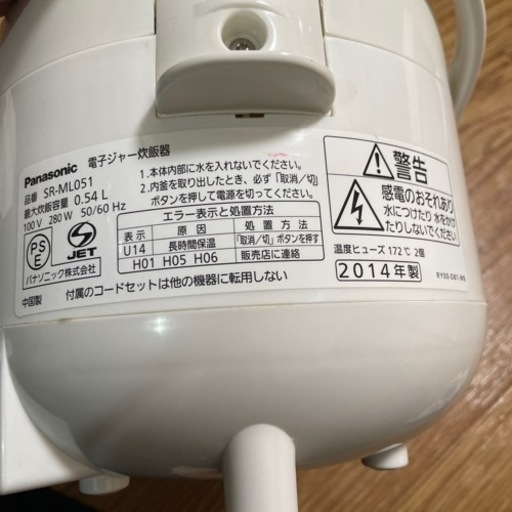 Panasonic 電子ジャー炊飯器
品番 SR-ML051
最大炊飯容量 0.54 L
100 V 280 W 50/60 Hz
PSE
JET
パナソニック株式会社
中国製
1.本体内部に水を入れないでください。
2.内釜を取り出したとき、必ず「取消/切」
ボタンを押して電源を切ってください。
エラー表示と処置方法
表示 原因 処置方法
U14 長時間保温 「取消/切」ボタンを押す
H01 H05 H06 販売店に連絡
付属のコードセットは他の機器に転用しない
警告
感電のおそれあり
水につけたり 水をかけ
たりしないでください
温度ヒューズ 172℃ 2個
2014年製